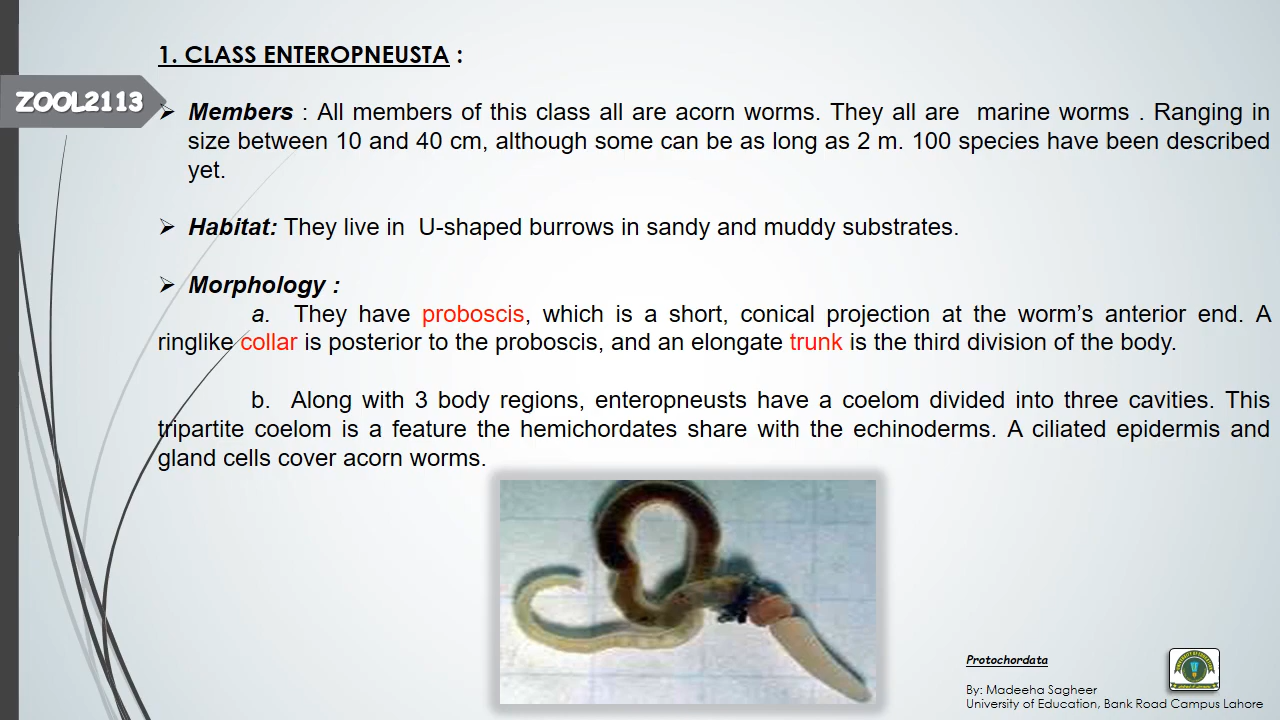 1. CLASS ENTEROPNEUSTA :
ZOOL2113
➢ Members : All members of this class all are acorn worms. They all are marine worms . Ranging in
size between 10 and 40 cm, although some can be as long as 2 m. 100 species have been described
yet.
➢ Habitat: They live in U-shaped burrows in sandy and muddy substrates.
➢ Morphology :
a. They have proboscis, which is a short, conical projection at the worm’s anterior end. A
ringlike collar is posterior to the proboscis, and an elongate trunk is the third division of the body.
b. Along with 3 body regions, enteropneusts have a coelom divided into three cavities. This
tripartite coelom is a feature the hemichordates share with the echinoderms. A ciliated epidermis and
gland cells cover acorn worms.
Protochordata
By: Madeeha Sagheer
University of Education, Bank Road Campus Lahore